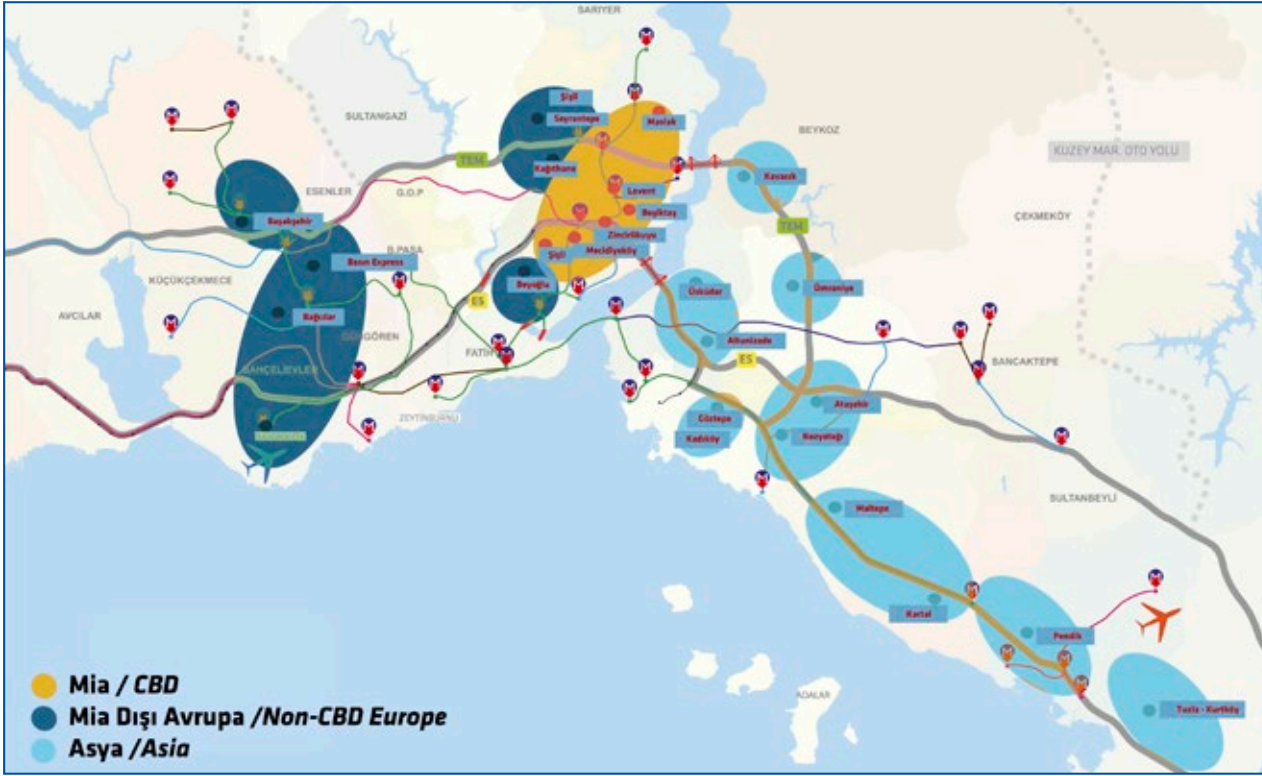 SARIYER
Şişli
Seyrantepe
Maslak
SULTANGAZİ
BEYKOZ
TEM
KUZEY MAR. OTO YOLU
Kağıthane
Kavacık
ESENLER
G.O.P
Levent
Beşiktaş
ÇEKMEKÖY
Başakşehir
TEM
Zincirlikuyu
B.PAŞA
Şişli
Mecidiyeköy
Basın Express
KÜÇÜKÇEKMECE
Beyoğlu
Üsküdar
Ümraniye
ES
AVCILAR
Bağcılar
GÜNGÖREN
Altunizade
FATİH
ES
SANCAKTEPE
BAHÇELİEVLER
Ataşehir
ZEYTİNBURNU
Göztepe
Kadıköy
Kozyatağı
SULTANBEYLİ
Maltepe
Kartal
Pendik
ADALAR
Tuzla - Kurtköy
Mia / CBD
Mia Dışı Avrupa /Non-CBD Europe
Asya /Asia